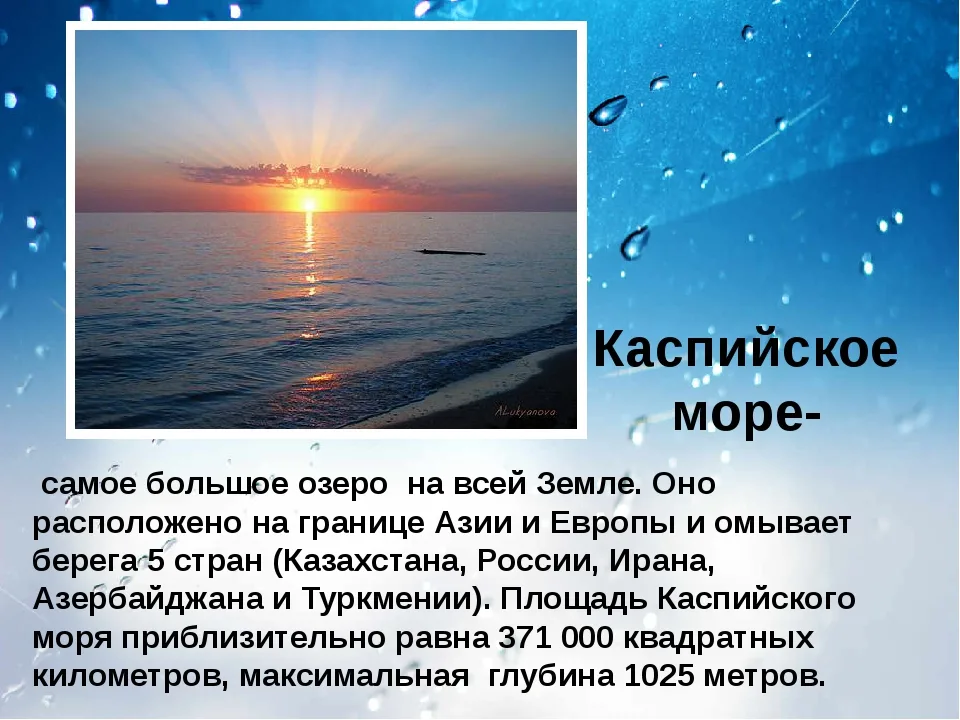 ALukyanova
Каспийское
море-
самое большое озеро на всей Земле. Оно
расположено на границе Азии и Европы и омывает
берега 5 стран (Казахстана, России, Ирана,
Азербайджана и Туркмении). Площадь Каспийского
моря приблизительно равна 371 000 квадратных
километров, максимальная глубина 1025 метров.